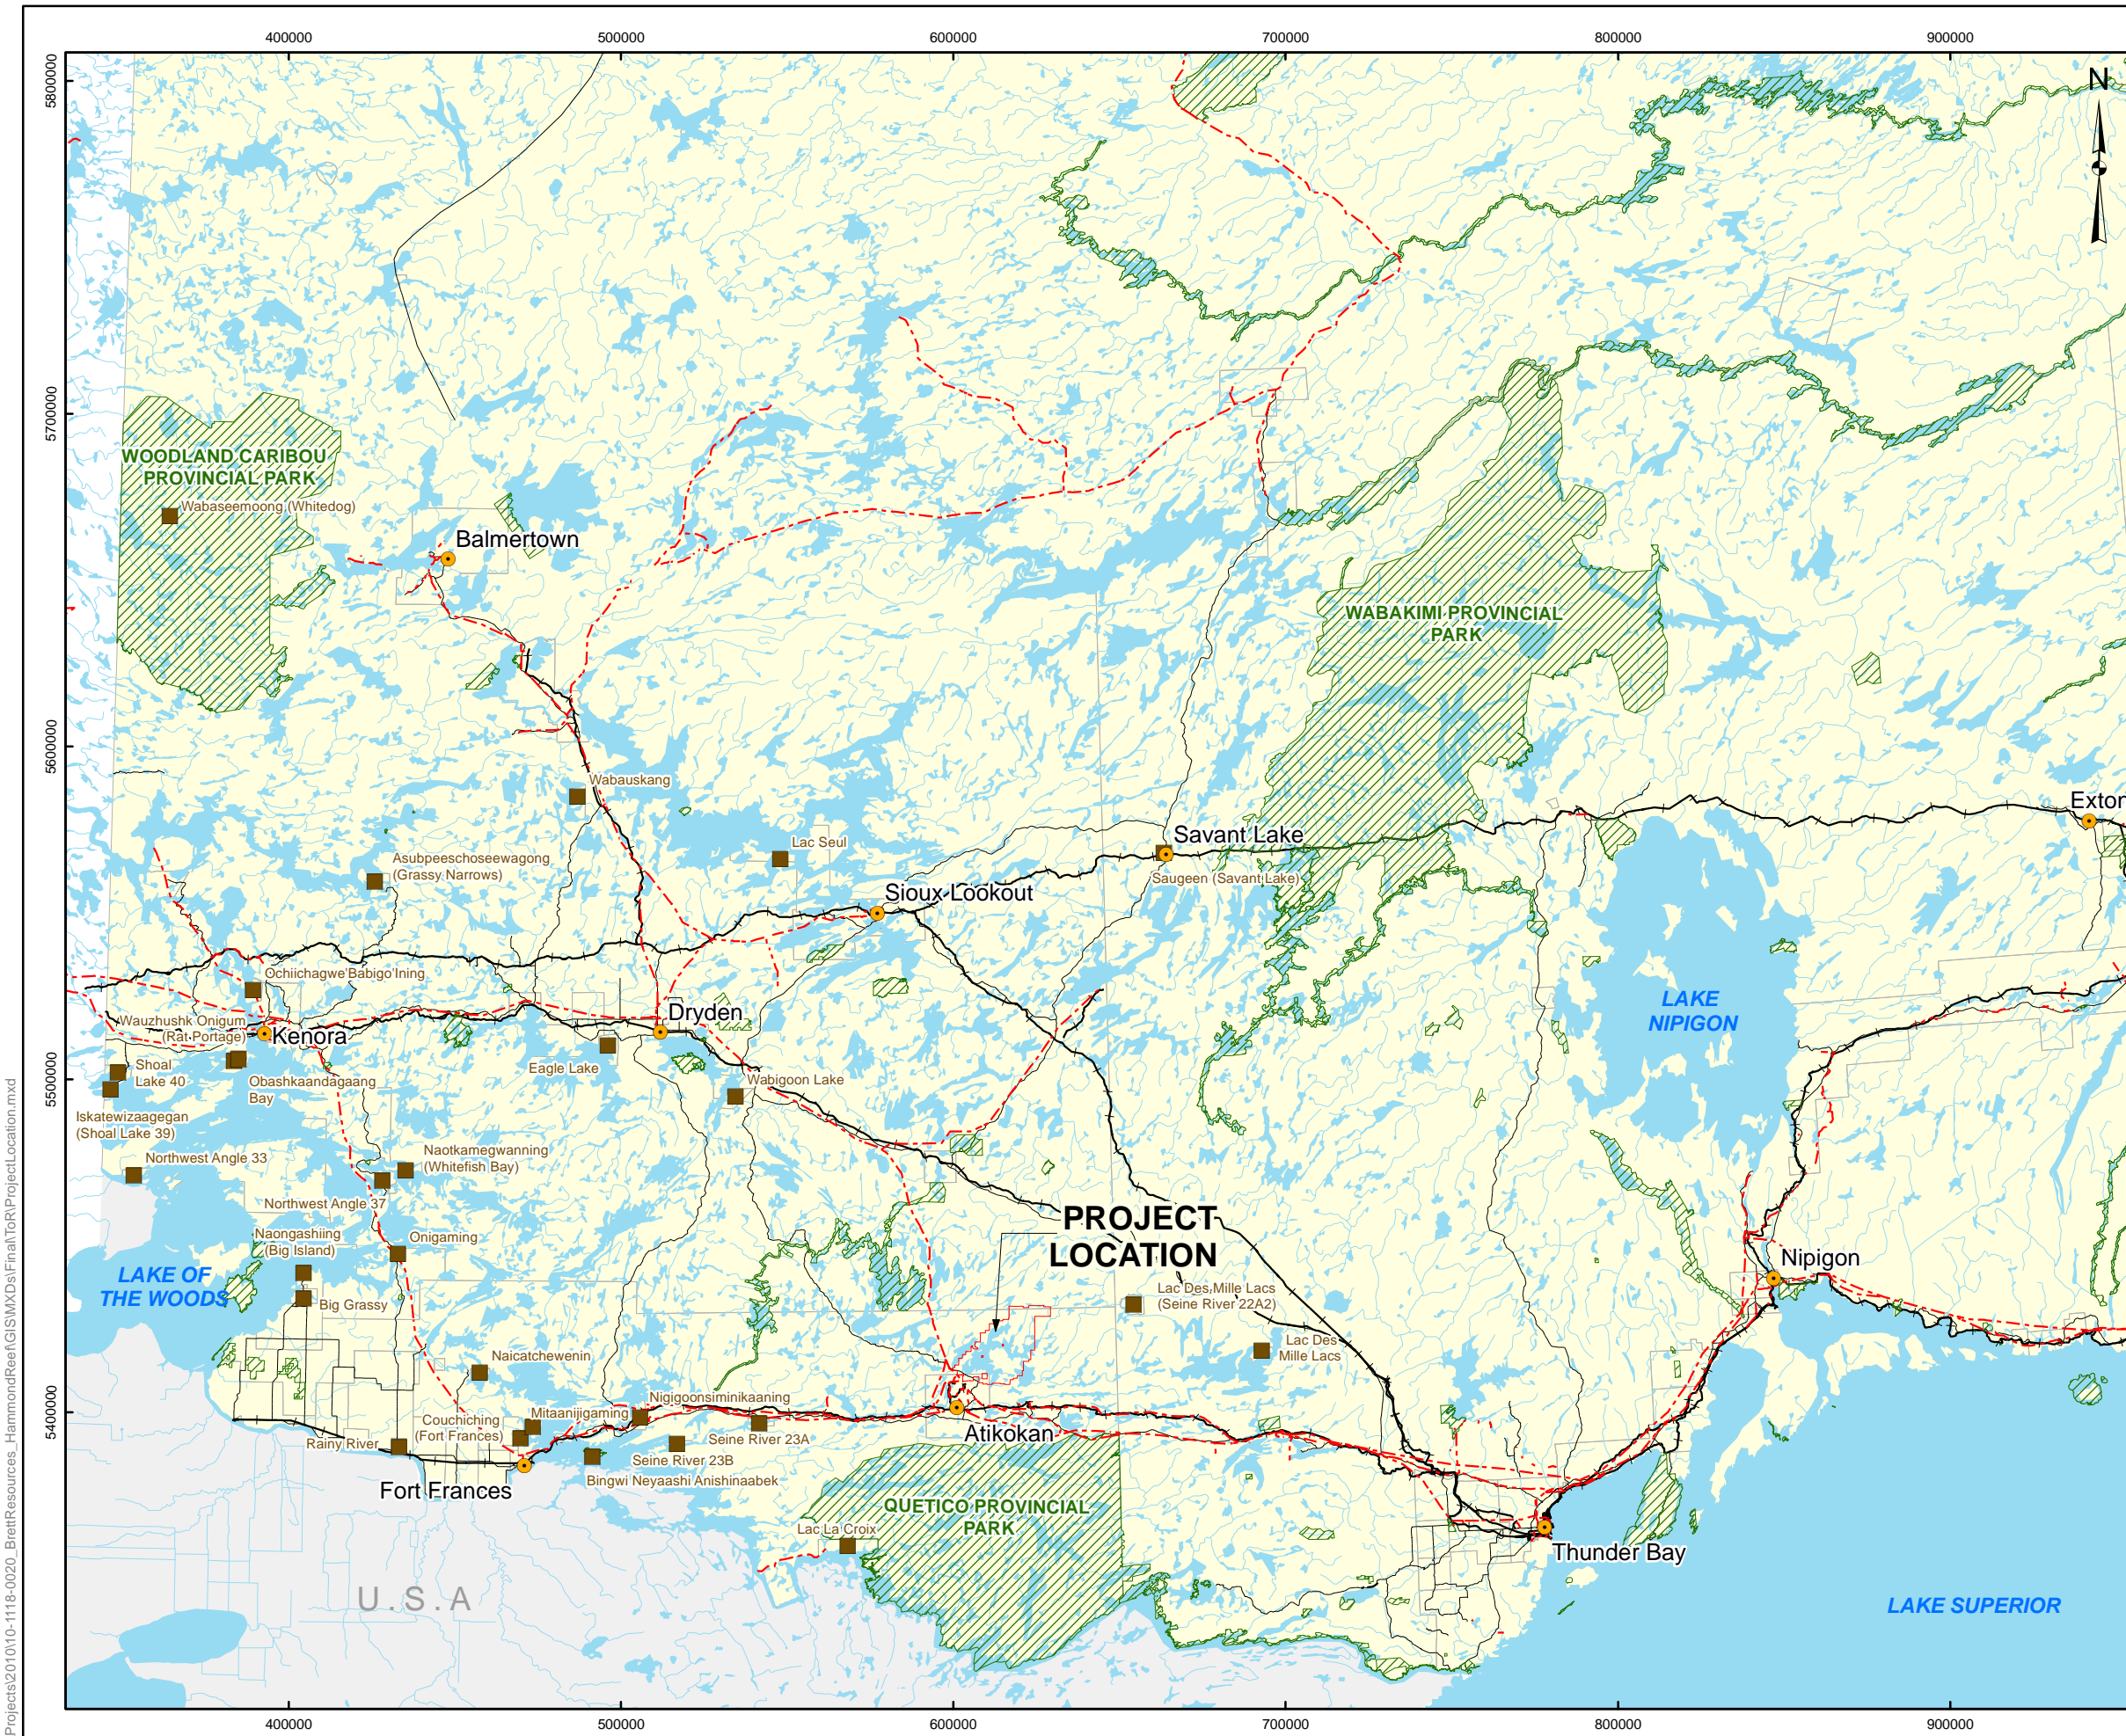 400000
500000
600000
700000
800000
900000
5800000
N
5700000
WOODLAND CARIBOU
PROVINCIAL PARK
Wabaseemoong (Whitedog)
Balmertown
WABAKIMI PROVINCIAL
PARK
5600000
Wabauskang
Exton
Savant Lake
Lac Seul
Asubpeeschoseewagong
(Grassy Narrows)
Saugeen (Savant Lake)
Sioux Lookout
Ochiichagwe'Babigo'Ining
LAKE
NIPIGON
Dryden
Wauzhushk Onigum
(Rat Portage)
Kenora
Eagle Lake
Shoal
Lake 40
Obashkaandagaang
Bay
Wabigoon Lake
5500000
Iskatewizaagegan
(Shoal Lake 39)
Naotkamegwanning
(Whitefish Bay)
Northwest Angle 33
Northwest Angle 37
PROJECT
LOCATION
Naongashiing
(Big Island)
Onigaming
Nipigon
LAKE OF
THE WOODS
Lac Des Mille Lacs
(Seine River 22A2)
Big Grassy
Lac Des
Mille Lacs
Naicatchewenin
Nigigoonsiminikaaning
5400000
Mitaanijigaming
Couchiching
(Fort Frances)
Atikokan
Seine River 23A
Rainy River
Seine River 23B
Bingwi Neyaashi Anishinaabek
Fort Frances
QUETICO PROVINCIAL
PARK
Lac La Croix
Thunder Bay
U.S.A
LAKE SUPERIOR
400000
500000
600000
700000
800000
900000
Projects\2010\10-1118-0020_BrettResources_HammondReef\GIS\MXDs\Final\ToR\ProjectLocation.mxd